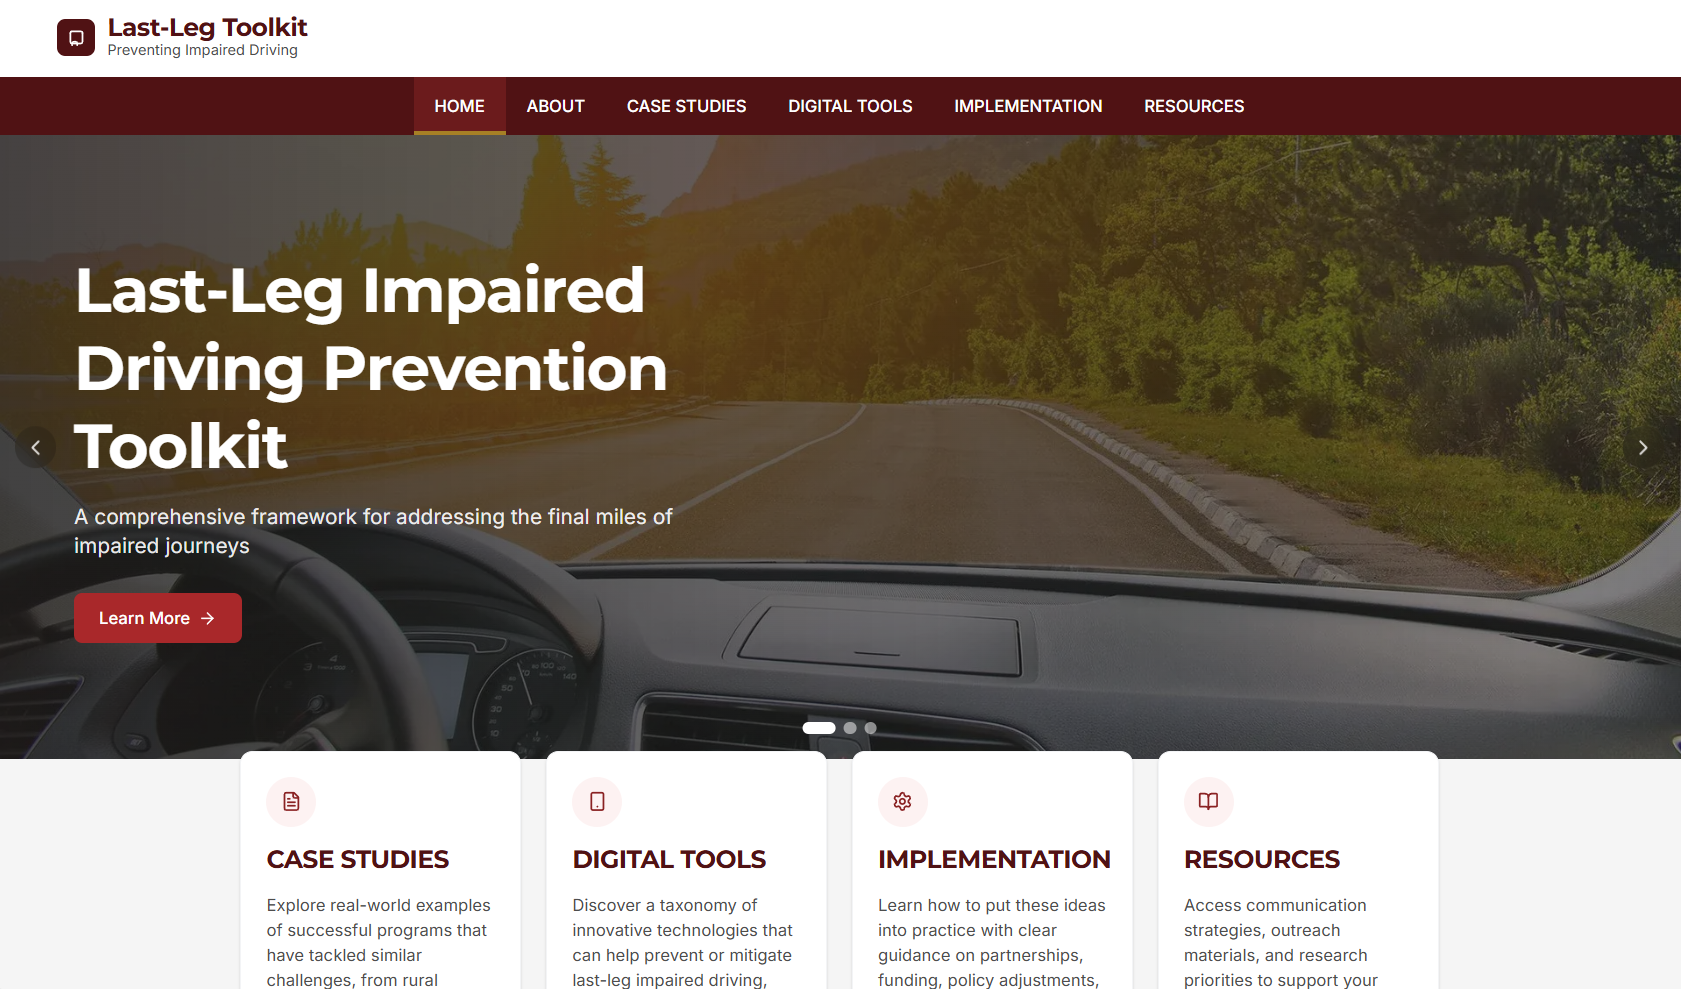 Last-Leg Toolkit
Preventing Impaired Driving
HOME ABOUT CASE STUDIES DIGITAL TOOLS IMPLEMENTATION RESOURCES
Last-Leg Impaired
Driving Prevention
Toolkit
A comprehensive framework for addressing the final miles of
impaired journeys
Learn More
CASE STUDIES
Explore real-world examples
of successful programs that
have tackled similar
challenges, from rural
DIGITAL TOOLS
Discover a taxonomy of
innovative technologies that
can help prevent or mitigate
last-leg impaired driving,
IMPLEMENTATION
Learn how to put these ideas
into practice with clear
guidance on partnerships,
funding, policy adjustments,
RESOURCES
Access communication
strategies, outreach
materials, and research
priorities to support your